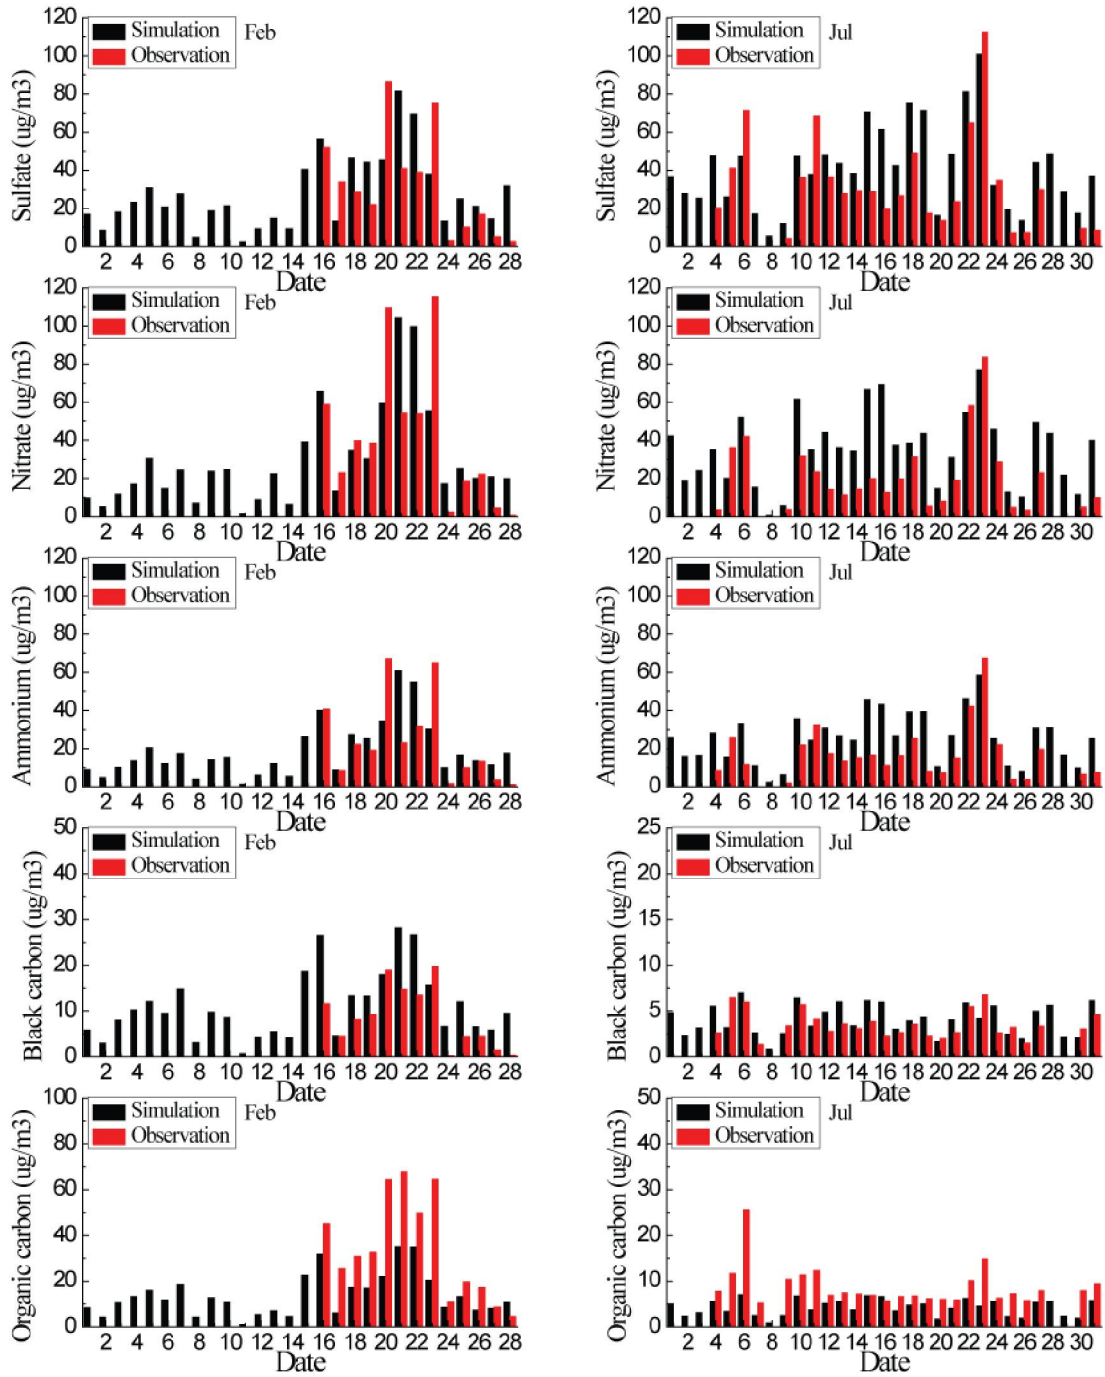 120
100
80
60
40
20
0
Sulfate (ug/m3)
Simulation
Observation
Feb
2 4 6 8 10 12 14 16 18 20 22 24 26 28
Date
120
100
80
60
40
20
0
Sulfate (ug/m3)
Simulation
Observation
Jul
2 4 6 8 10 12 14 16 18 20 22 24 26 28 30
Date
120
100
80
60
40
20
0
Nitrate (ug/m3)
Simulation
Observation
Feb
2 4 6 8 10 12 14 16 18 20 22 24 26 28
Date
120
100
80
60
40
20
0
Nitrate (ug/m3)
Simulation
Observation
Jul
2 4 6 8 10 12 14 16 18 20 22 24 26 28 30
Date
120
100
80
60
40
20
0
Ammonium (ug/m3)
Simulation
Observation
Feb
2 4 6 8 10 12 14 16 18 20 22 24 26 28
Date
120
100
80
60
40
20
0
Ammonium (ug/m3)
Simulation
Observation
Jul
2 4 6 8 10 12 14 16 18 20 22 24 26 28 30
Date
50
40
30
20
10
0
Black carbon (ug/m3)
Simulation
Observation
Feb
2 4 6 8 10 12 14 16 18 20 22 24 26 28
Date
25
20
15
10
5
0
Black carbon (ug/m3)
Simulation
Observation
Jul
2 4 6 8 10 12 14 16 18 20 22 24 26 28 30
Date
100
80
60
40
20
0
Organic carbon (ug/m3)
Simulation
Observation
Feb
2 4 6 8 10 12 14 16 18 20 22 24 26 28
Date
50
40
30
20
10
0
Organic carbon (ug/m3)
Simulation
Observation
Jul
2 4 6 8 10 12 14 16 18 20 22 24 26 28 30
Date